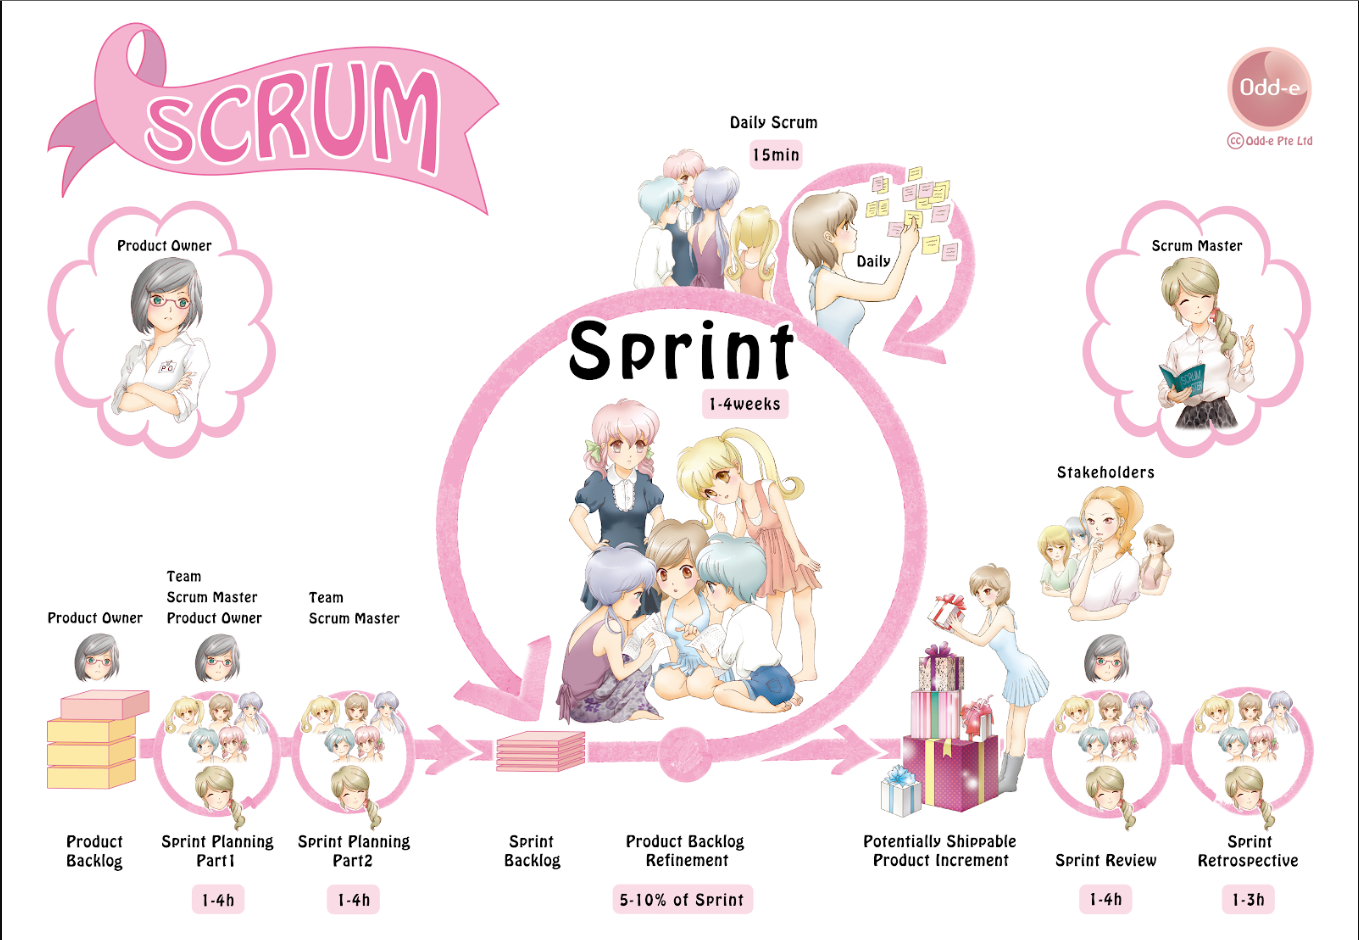 SCRUM
Odd-e
cc Odd-e Pte Ltd
Daily Scrum
15min
Daily
Product Owner
PO
Scrum Master
SCRUM
Sprint
1-4weeks
Stakeholders
Product Owner
Team
Scrum Master
Product Owner
Team
Scrum Master
Product
Backlog
Sprint Planning
Part1
1-4h
Sprint Planning
Part2
1-4h
Sprint
Backlog
Product Backlog
Refinement
5-10% of Sprint
Potentially Shippable
Product Increment
Sprint Review
1-4h
Sprint
Retrospective
1-3h